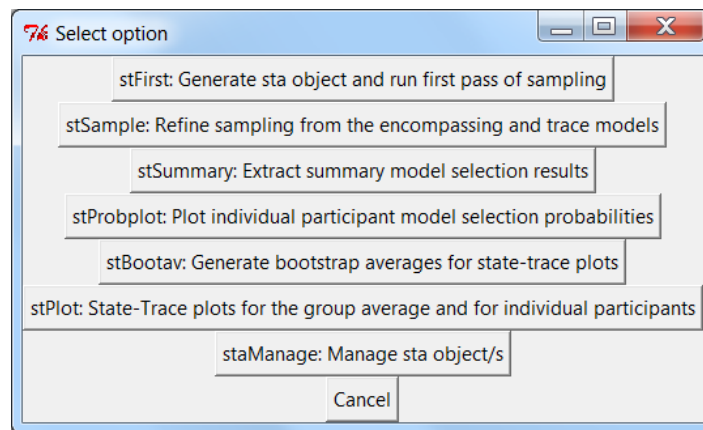 Select option
stFirst: Generate sta object and run first pass of sampling
stSample: Refine sampling from the encompassing and trace models
stSummary: Extract summary model selection results
stProbplot: Plot individual participant model selection probabilities
stBootav: Generate bootstrap averages for state-trace plots
stPlot: State-Trace plots for the group average and for individual participants
staManage: Manage sta object/s
Cancel